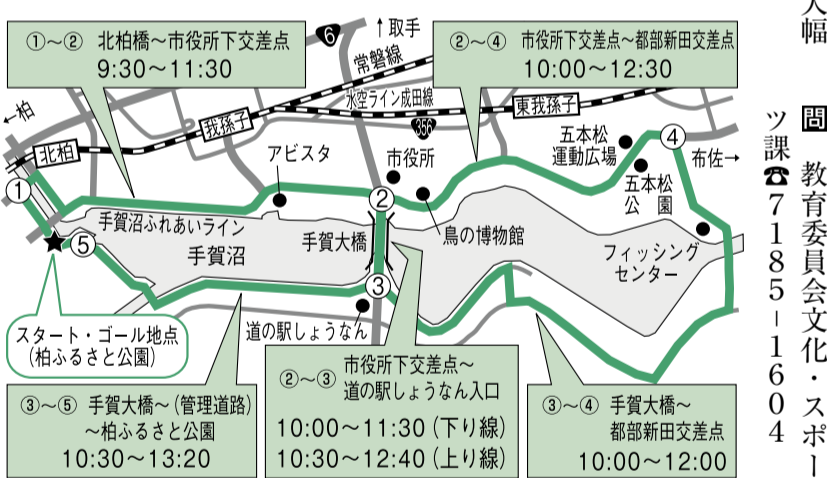 ①～② 北柏橋～市役所下交差点
9:30～11:30
6
↑取手
常磐線
②～④ 市役所下交差点～都部新田交差点
10:00～12:30
水空ライン成田線
東我孫子
我孫子
356
←柏
北柏
アビスタ
市役所
五本松
運動広場
④
布佐→
五本松
公園
①
②
鳥の博物館
手賀沼ふれあいライン
手賀沼
手賀大橋
⑤
③
フィッシング
センター
スタート・ゴール地点
(柏ふるさと公園)
道の駅しょうなん
③～⑤ 手賀大橋～(管理道路)
～柏ふるさと公園
10:30～13:20
②～③ 市役所下交差点～
道の駅しょうなん入口
10:00～11:30(下り線)
10:30～12:40(上り線)
③～④ 手賀大橋～
都部新田交差点
10:00～12:00
幅
問 教育委員会文化・スポー
ツ課☎7185-1604